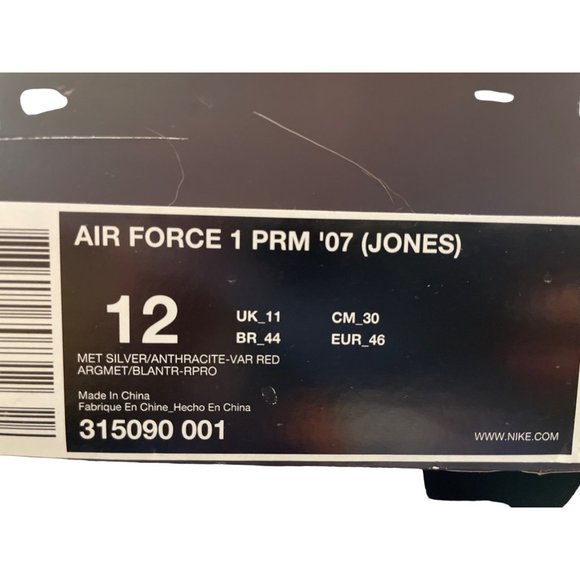 AIR FORCE 1 PRM '07 (JONES)
12
UK_11 CM_30
BR_44 EUR_46
MET SILVER/ANTHRACITE-VAR RED
ARGMET/BLANTR-RPRO
Made In China
Fabrique En Chine_Hecho En China
315090 001
WWW.NIKE.COM